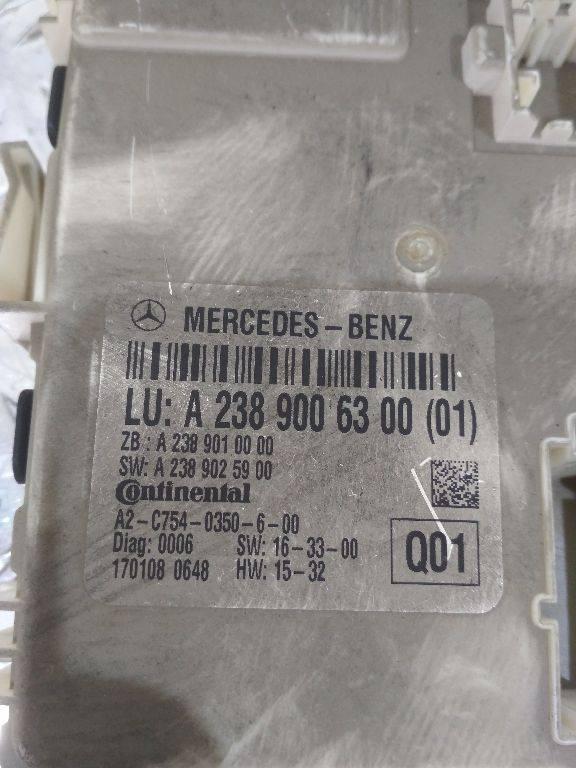 MERCEDES-BENZ
LU: A 238 900 63 00 (01)
ZB : A 238 901 00 00
SW: A 238 902 59 00
Continental
A2-C754-0350-6-00
Diag: 0006 SW: 16-33-00
170108 0648 HW: 15-32
Q01